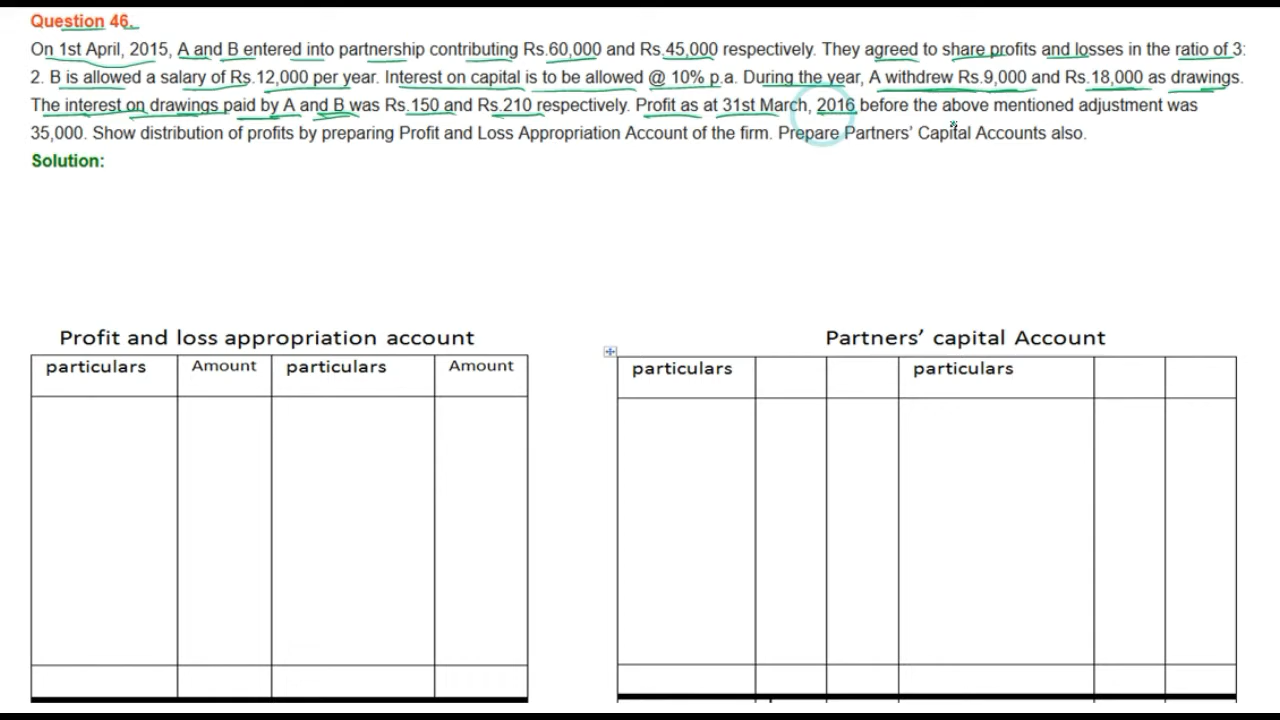 Question 46.
On 1st April, 2015, A and B entered into partnership contributing Rs.60,000 and Rs.45,000 respectively. They agreed to share profits and losses in the ratio of 3:
2. B is allowed a salary of Rs.12,000 per year. Interest on capital is to be allowed @ 10% p.a. During the year, A withdrew Rs.9,000 and Rs.18,000 as drawings.
The interest on drawings paid by A and B was Rs.150 and Rs.210 respectively. Profit as at 31st March, 2016 before the above mentioned adjustment was
35,000. Show distribution of profits by preparing Profit and Loss Appropriation Account of the firm. Prepare Partners' Capital Accounts also.
Solution:
Profit and loss appropriation account
particulars Amount particulars Amount
Partners' capital Account
particulars particulars